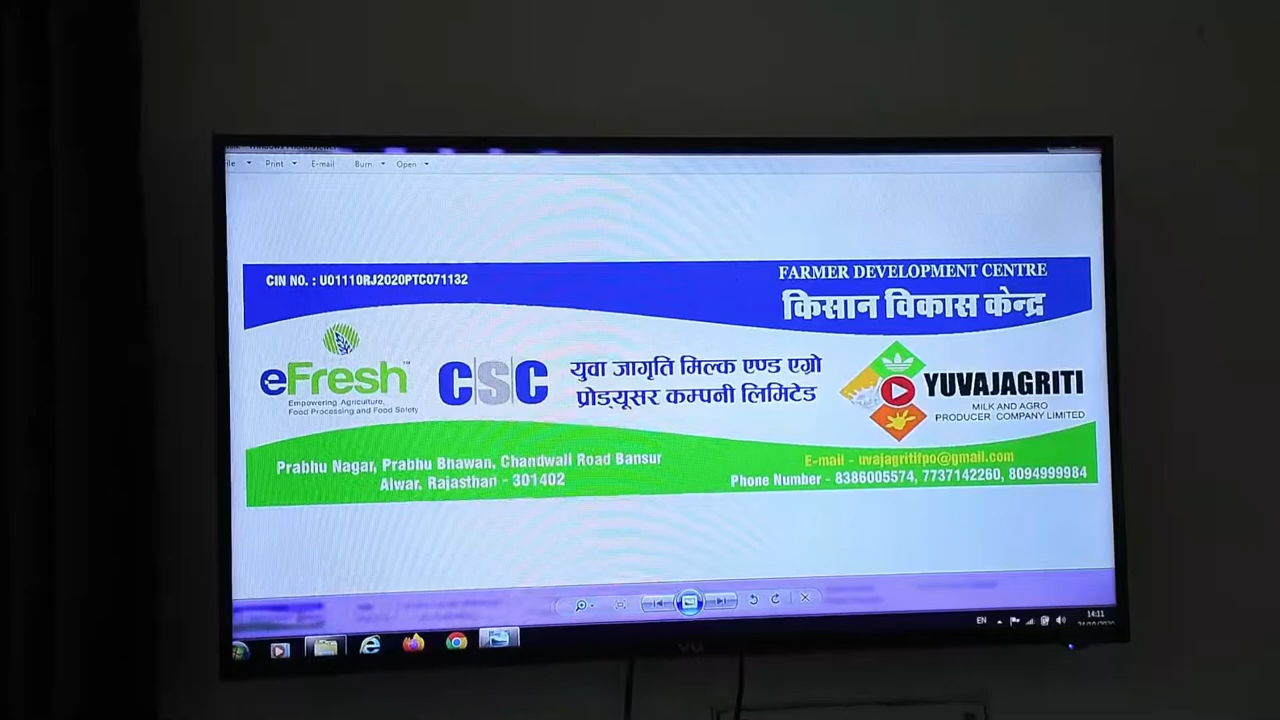 Print
E-mail
Burn
Open
CIN NO. : U01110RJ2020PTC071132
FARMER DEVELOPMENT CENTRE
किसान विकास केन्द्र
eFresh™
Empowering Agriculture,
Food Processing and Food Safety
CSC
युवा जागृति मिल्क एण्ड एग्रो
प्रोड्यूसर कम्पनी लिमिटेड
YUVAJAGRITI
MILK AND AGRO
PRODUCER COMPANY LIMITED
Prabhu Nagar, Prabhu Bhawan, Chandwali Road Bansur
Alwar, Rajasthan - 301402
E-mail - uvajagritifpo@gmail.com
Phone Number - 8386005574, 7737142260, 8094999984
EN
14:11